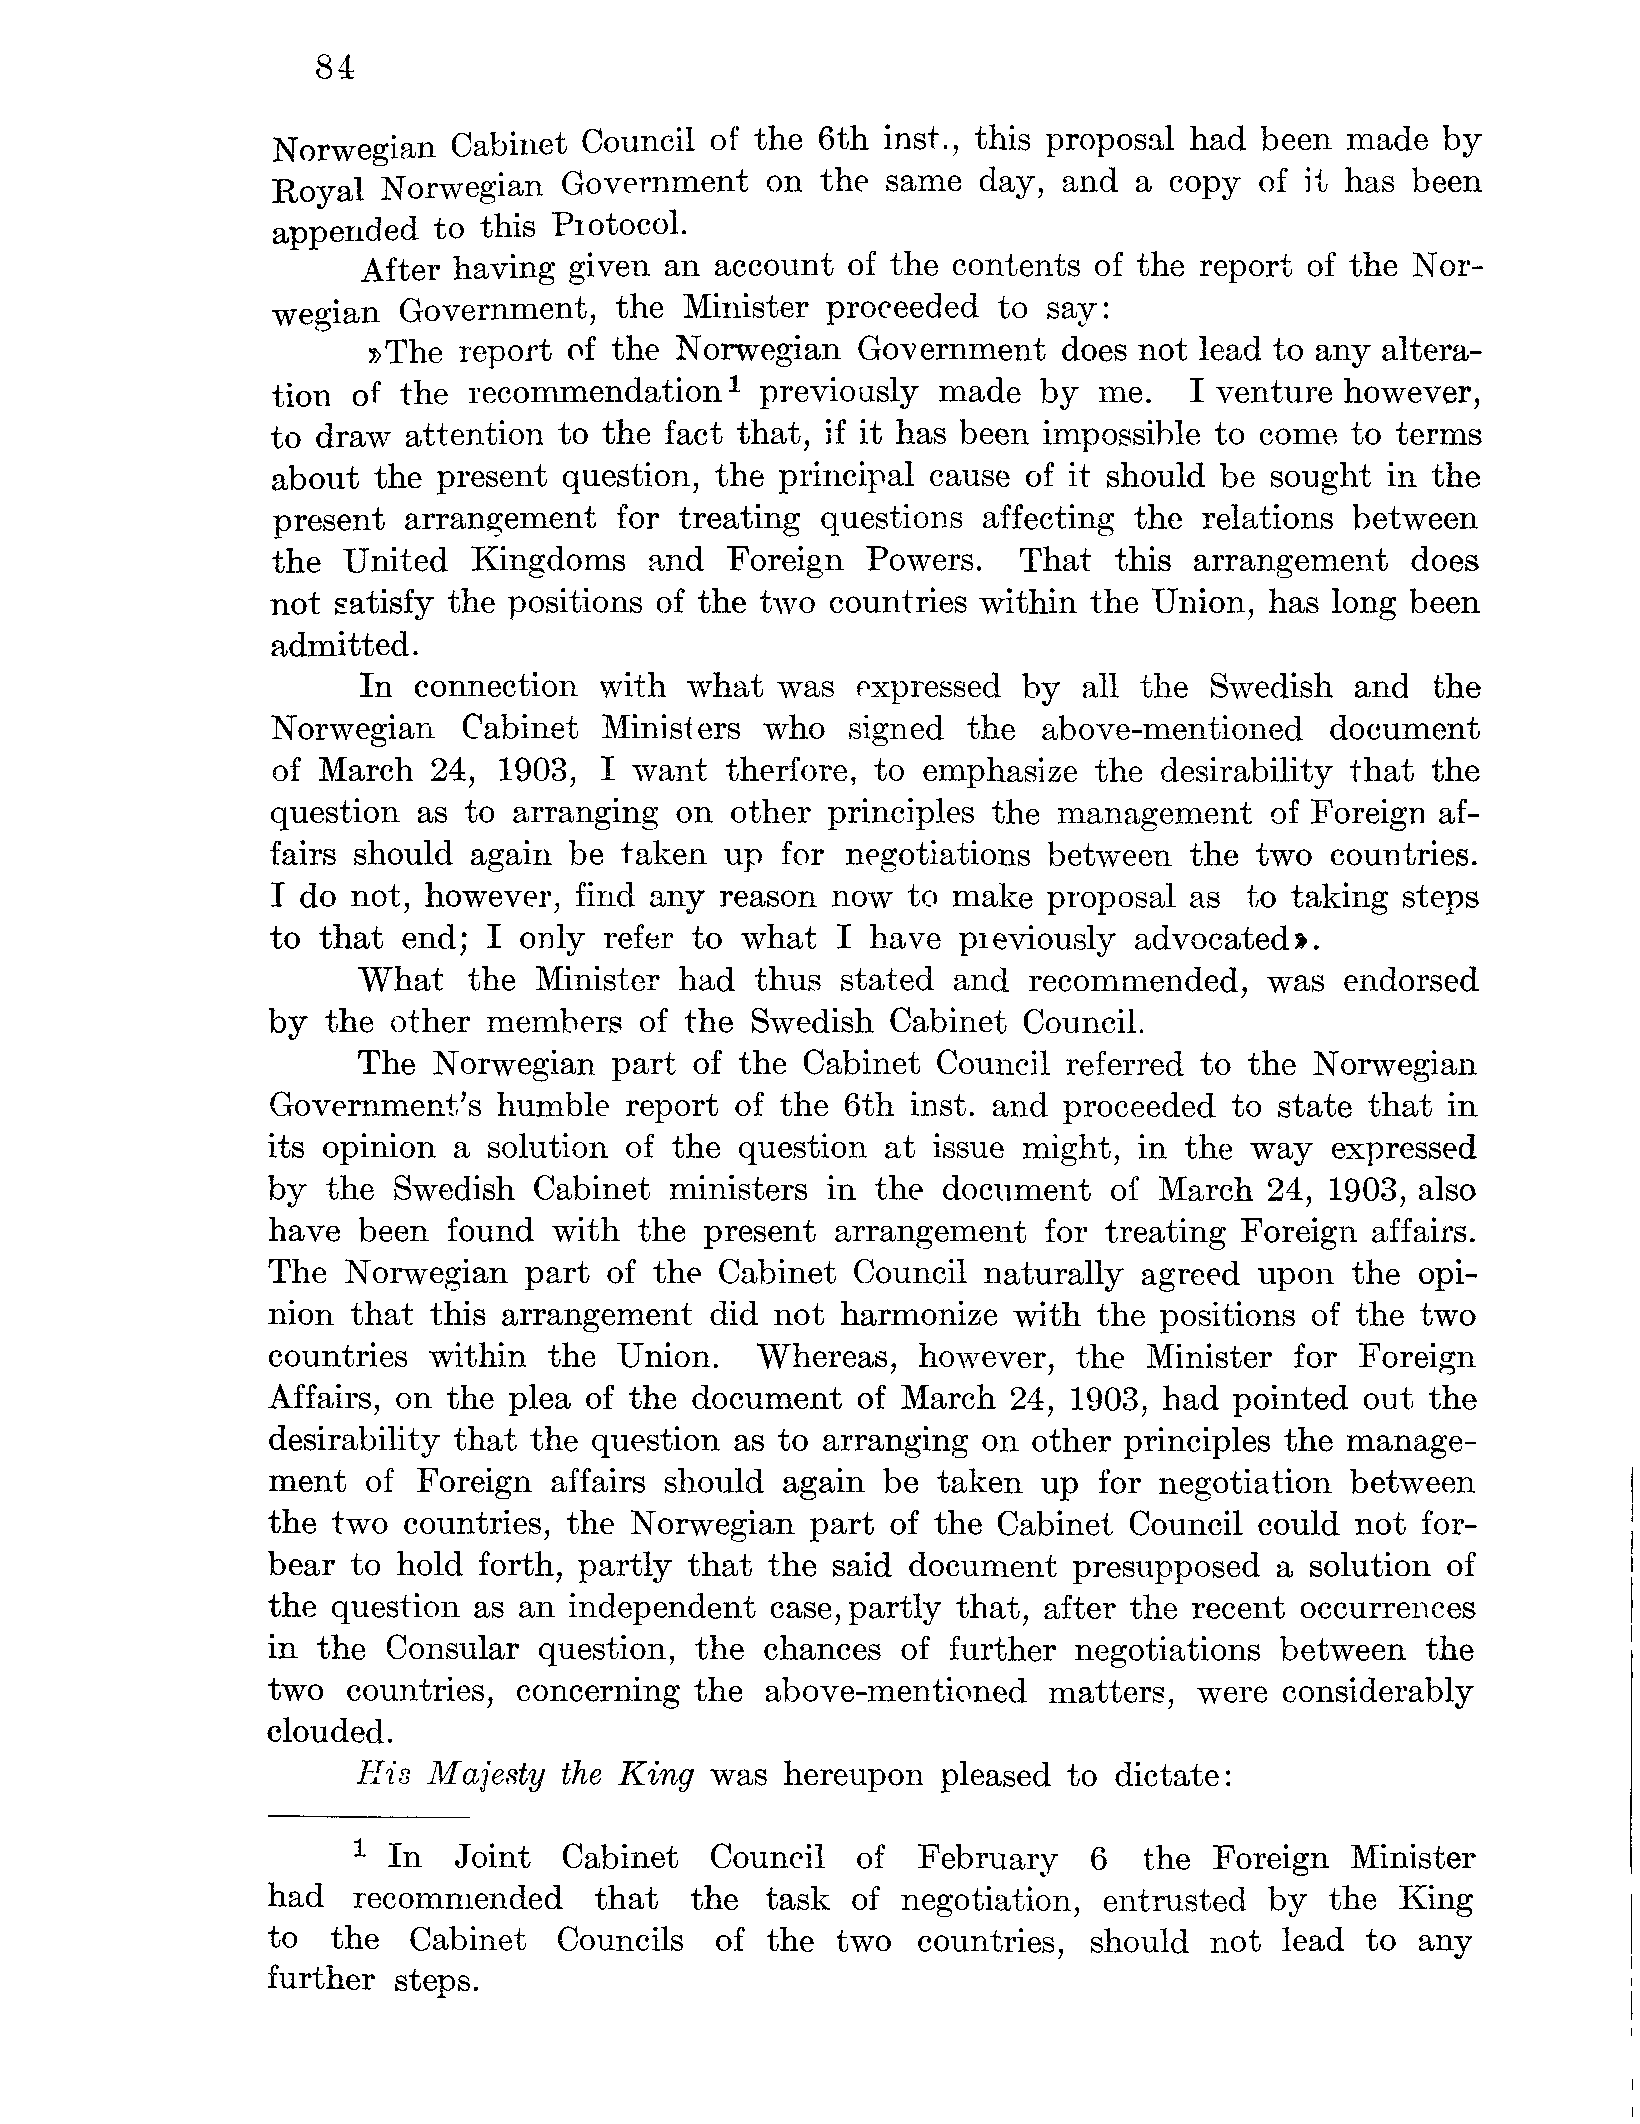 84
Norwegian Cabinet Council of the 6th inst., this proposal had been made by
Royal Norwegian Government on the same day, and a copy of it has been
appended to this Protocol.
After having given an account of the contents of the report of the Nor-
wegian Government, the Minister proceeded to say:
»The report of the Norwegian Government does not lead to any altera-
tion of the recommendation¹ previously made by me. I venture however,
to draw attention to the fact that, if it has been impossible to come to terms
about the present question, the principal cause of it should be sought in the
present arrangement for treating questions affecting the relations between
the United Kingdoms and Foreign Powers. That this arrangement does
not satisfy the positions of the two countries within the Union, has long been
admitted.
In connection with what was expressed by all the Swedish and the
Norwegian Cabinet Ministers who signed the above-mentioned document
of March 24, 1903, I want therfore, to emphasize the desirability that the
question as to arranging on other principles the management of Foreign af-
fairs should again be taken up for negotiations between the two countries.
I do not, however, find any reason now to make proposal as to taking steps
to that end; I only refer to what I have previously advocated».
What the Minister had thus stated and recommended, was endorsed
by the other members of the Swedish Cabinet Council.
The Norwegian part of the Cabinet Council referred to the Norwegian
Government's humble report of the 6th inst. and proceeded to state that in
its opinion a solution of the question at issue might, in the way expressed
by the Swedish Cabinet ministers in the document of March 24, 1903, also
have been found with the present arrangement for treating Foreign affairs.
The Norwegian part of the Cabinet Council naturally agreed upon the opi-
nion that this arrangement did not harmonize with the positions of the two
countries within the Union. Whereas, however, the Minister for Foreign
Affairs, on the plea of the document of March 24, 1903, had pointed out the
desirability that the question as to arranging on other principles the manage-
ment of Foreign affairs should again be taken up for negotiation between
the two countries, the Norwegian part of the Cabinet Council could not for-
bear to hold forth, partly that the said document presupposed a solution of
the question as an independent case, partly that, after the recent occurrences
in the Consular question, the chances of further negotiations between the
two countries, concerning the above-mentioned matters, were considerably
clouded.
His Majesty the King was hereupon pleased to dictate:
¹ In Joint Cabinet Council of February 6 the Foreign Minister
had recommended that the task of negotiation, entrusted by the King
to the Cabinet Councils of the two countries, should not lead to any
further steps.